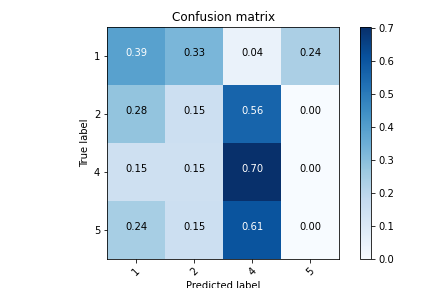 Confusion matrix
1 0.39 0.33 0.04 0.24
2 0.28 0.15 0.56 0.00
4 0.15 0.15 0.70 0.00
5 0.24 0.15 0.61 0.00
1 2 4 5
True label
Predicted label
0.7
0.6
0.5
0.4
0.3
0.2
0.1
0.0